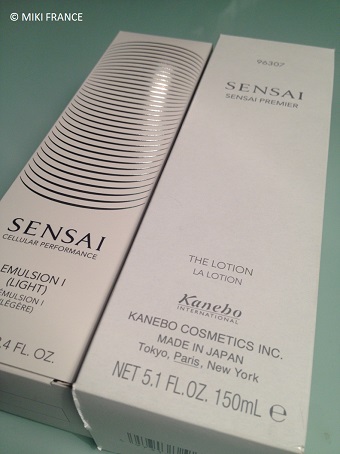 © MIKI FRANCE
SENSAI
CELLULAR PERFORMANCE
EMULSION I
(LIGHT)
EMULSION I
(LÉGÈRE)
.4 FL. OZ.
96307
SENSAI
SENSAI PREMIER
THE LOTION
LA LOTION
Kanebo
INTERNATIONAL
KANEBO COSMETICS INC.
MADE IN JAPAN
Tokyo, Paris, New York
NET 5.1 FL.OZ. 150mL ℮